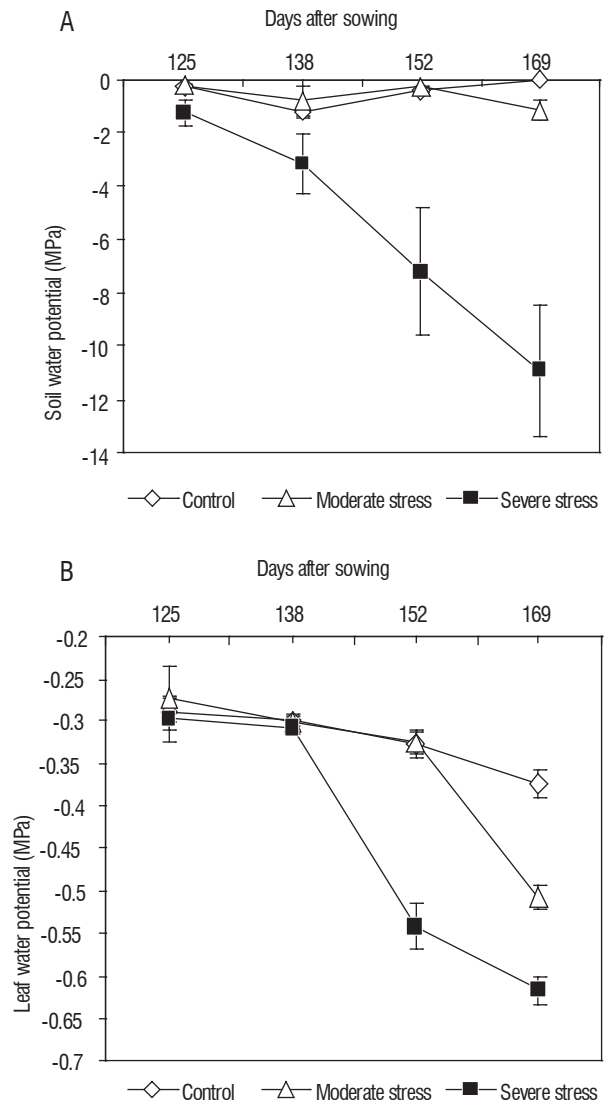 A
Days after sowing
125 138 152 169
0
-2
-4
-6
-8
-10
-12
-14
Soil water potential (MPa)
Control Moderate stress Severe stress
B
Days after sowing
125 138 152 169
-0.2
-0.25
-0.3
-0.35
-0.4
-0.45
-0.5
-0.55
-0.6
-0.65
-0.7
Leaf water potential (MPa)
Control Moderate stress Severe stress